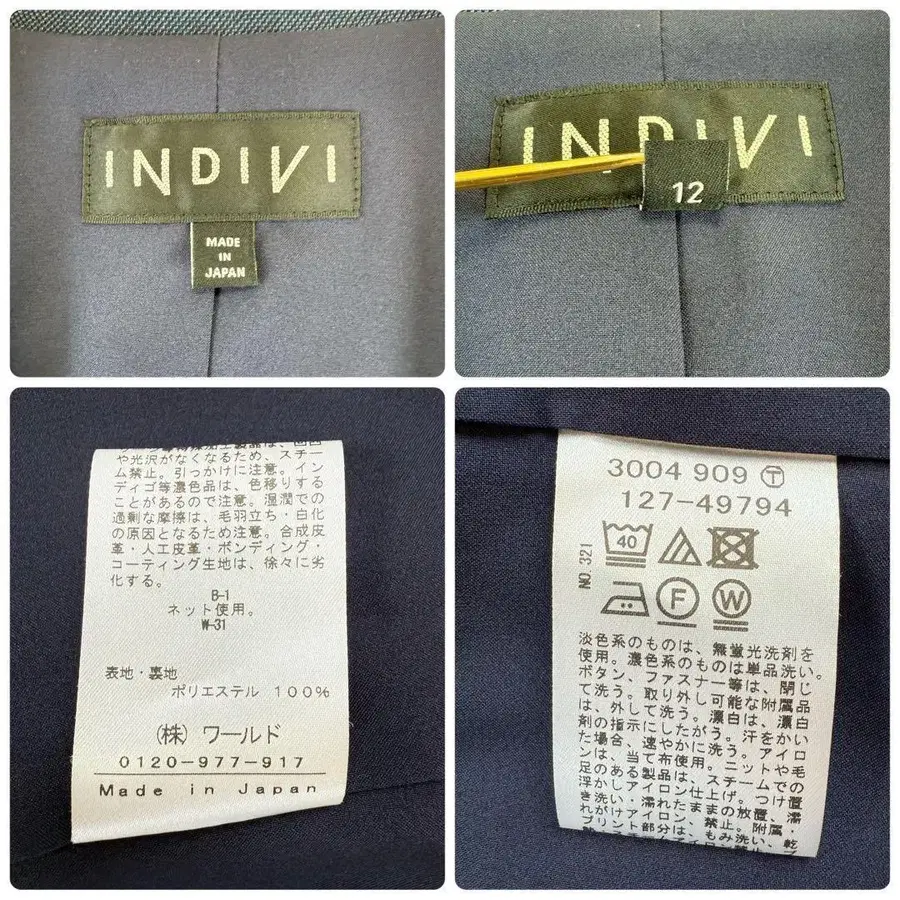 INDIVI
MADE
IN
JAPAN
INDIVI
12
や光沢がなくなるため、スチー
ム禁止。引っかけに注意。イン
ディゴ等濃色品は、色移りする
ことがあるので注意。湿潤での
過剰な摩擦は、毛羽立ち・白化
の原因となるため注意。合成皮
革・人工皮革・ボンディング・
コーティング生地は、徐々に劣
化する。
B-1
ネット使用。
W-31
表地・裏地
ポリエステル 100%
(株) ワールド
0120-977-917
Made in Japan
3004 909 Ⓣ
127-49794
NO.321
40
F
W
淡色系のものは、無蛍光洗剤を
使用。濃色系のものは単品洗い。
ボタン、ファスナー等は、閉じ
て洗う。取り外し可能な付属品
は、外して洗う。漂白は、漂白
剤の指示にしたがう。汗をかい
た場合、速やかに洗う。アイロ
ンは、当て布使用。ニットや毛
足のある製品は、スチームでの
浮かしアイロン仕上げ。つけ置
き洗い・濡れたままの放置、濡
れがけアイロン、禁止。附属・
プリント部分は、もみ洗い、乾